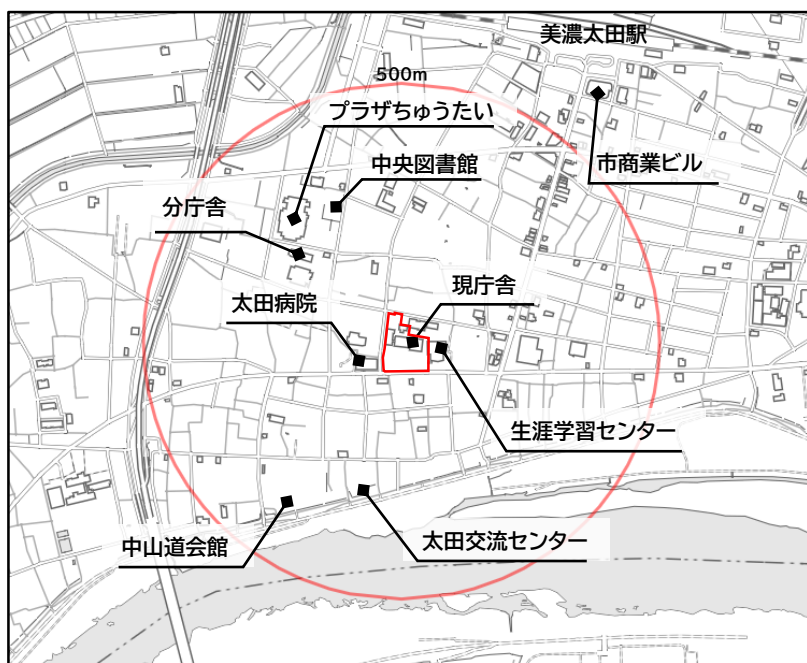 美濃太田駅
500m
プラザちゅうたい
中央図書館
市商業ビル
分庁舎
現庁舎
太田病院
生涯学習センター
太田交流センター
中山道会館